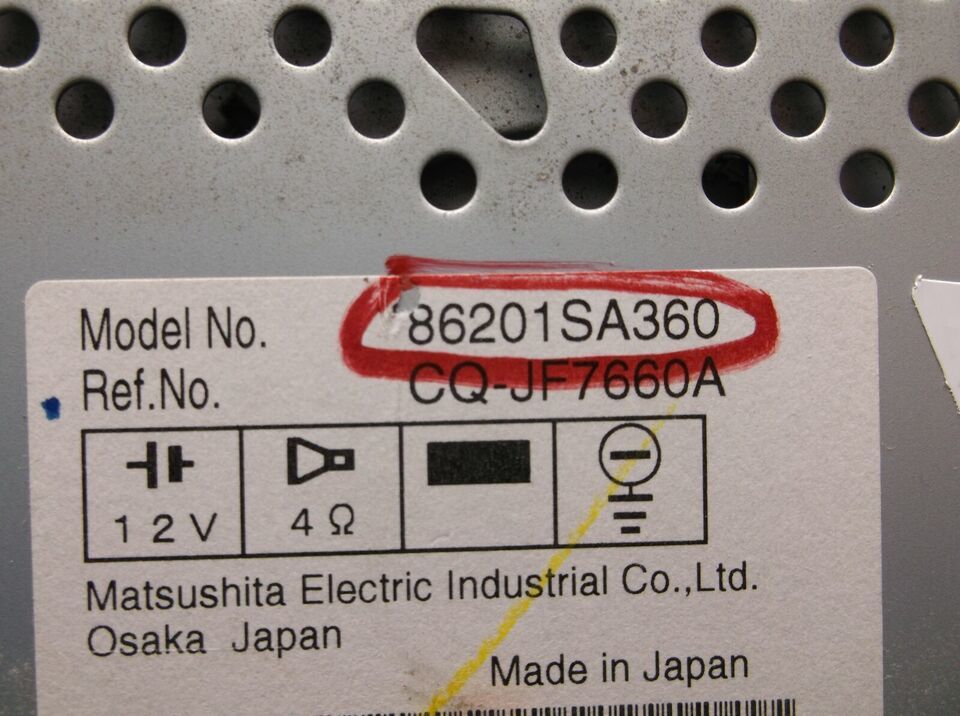 Model No. 86201SA360
Ref.No. CQ-JF7660A
12V 4Ω
Matsushita Electric Industrial Co.,Ltd.
Osaka Japan
Made in Japan